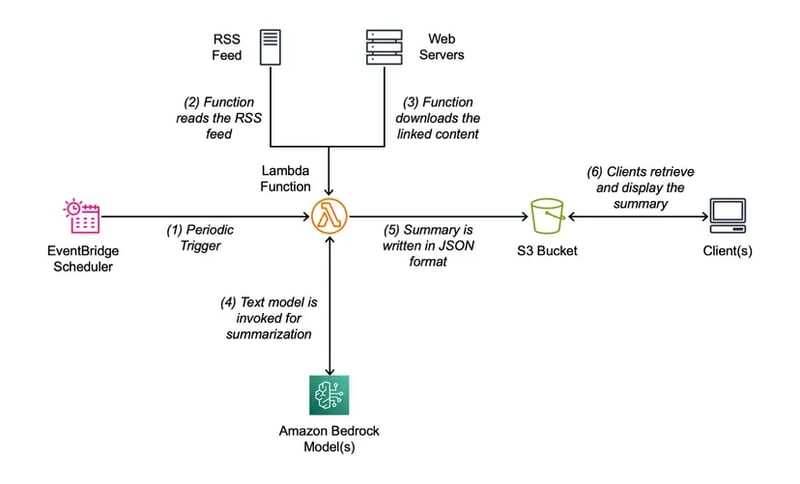 RSS
Feed
Web
Servers
(2) Function
reads the RSS
feed
(3) Function
downloads the
linked content
Lambda
Function
(6) Clients retrieve
and display the
summary
EventBridge
Scheduler
(1) Periodic
Trigger
(5) Summary is
written in JSON
format
S3 Bucket
Client(s)
(4) Text model is
invoked for
summarization
Amazon Bedrock
Model(s)